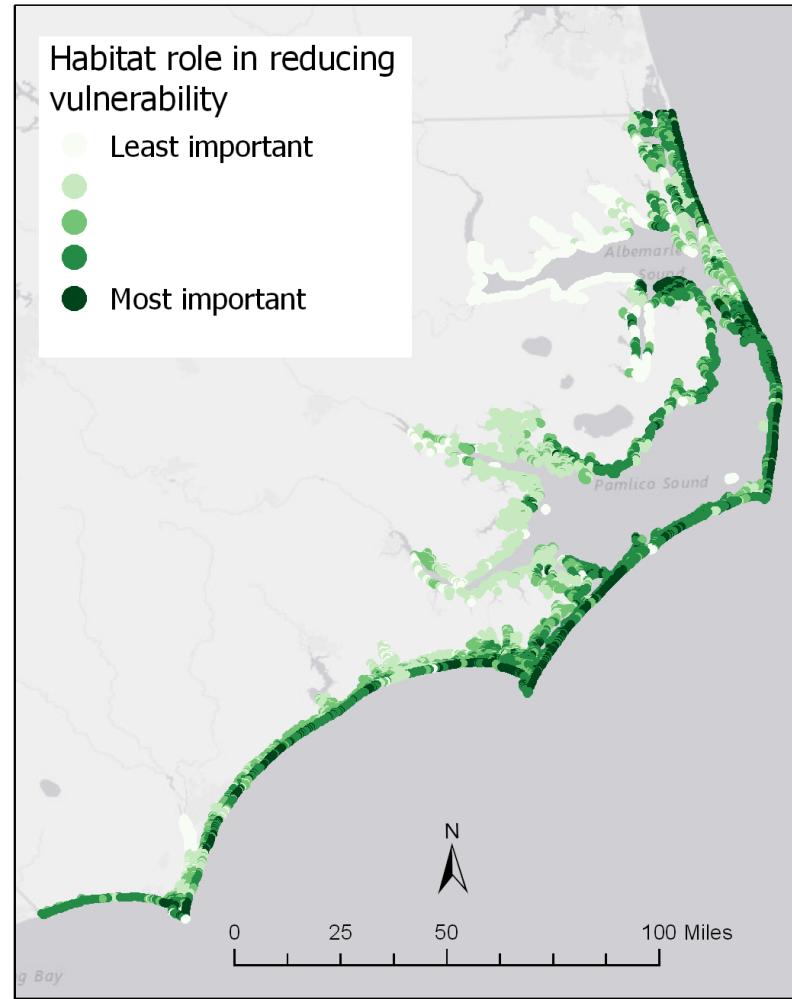 Habitat role in reducing
vulnerability
Least important
Most important
Albemarle
Sound
Pamlico Sound
N
0 25 50 100 Miles
Bay